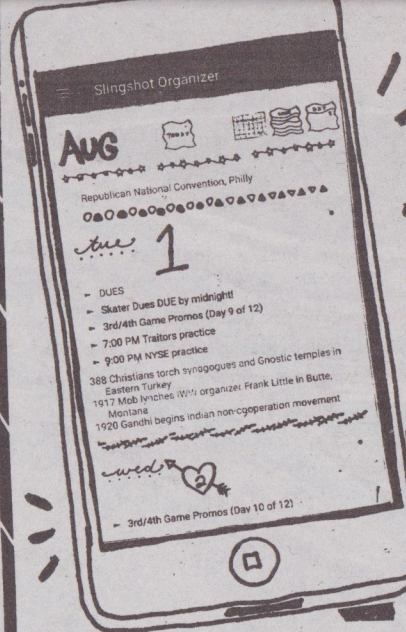 Slingshot Organizer
AUG
TODAY
Republican National Convention, Philly
tue 1
- DUES
- Skater Dues DUE by midnight!
- 3rd/4th Game Promos (Day 9 of 12)
- 7:00 PM Traitors practice
- 9:00 PM NYSE practice
388 Christians torch synagogues and Gnostic temples in
Eastern Turkey
1917 Mob lynches IWW organizer Frank Little in Butte,
Montana
1920 Gandhi begins indian non-cooperation movement
wed 2
- 3rd/4th Game Promos (Day 10 of 12)